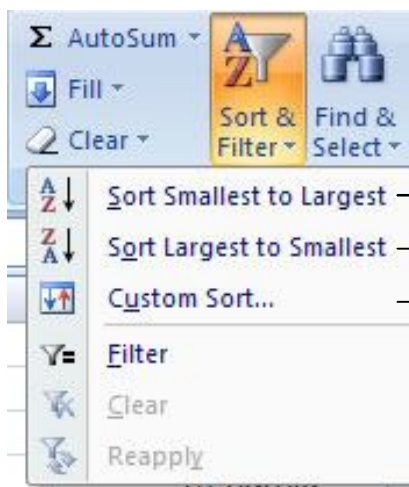 Σ AutoSum
Fill
Clear
Sort & Filter
Find & Select
Sort Smallest to Largest
Sort Largest to Smallest
Custom Sort...
Filter
Clear
Reapply